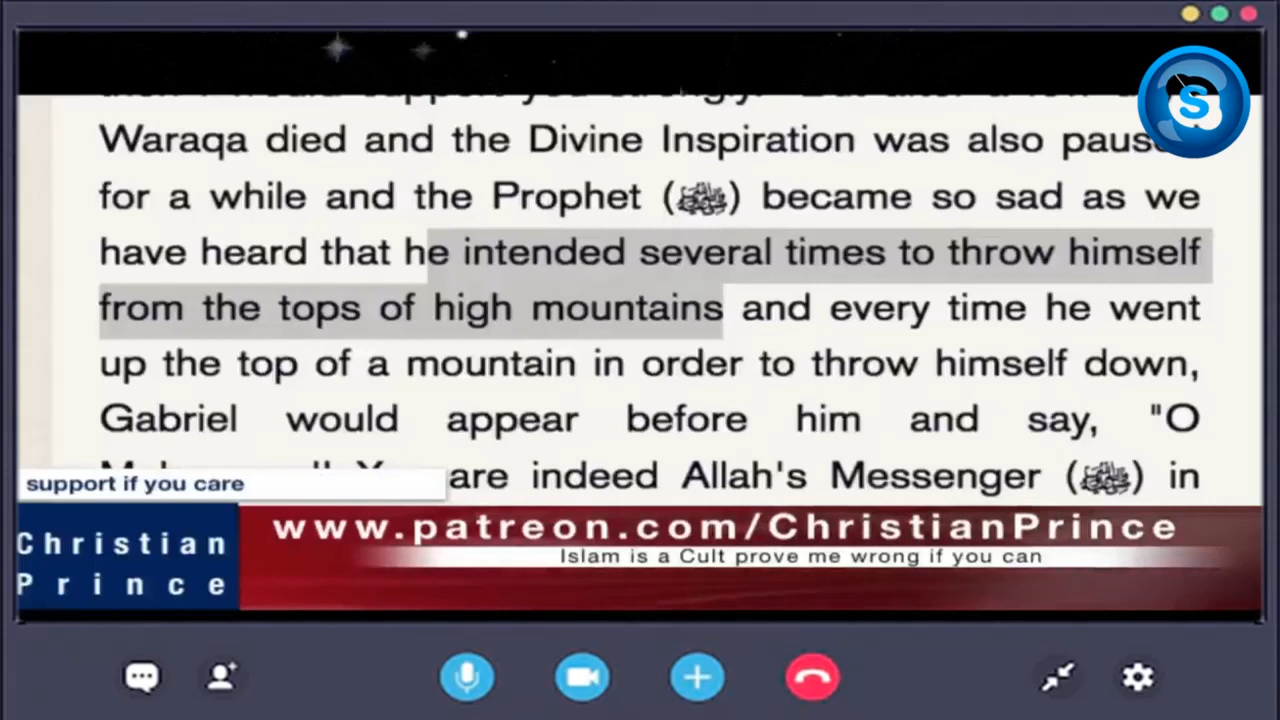 Waraqa died and the Divine Inspiration was also
for a while and the Prophet (ﷺ) became so sad as we
have heard that he intended several times to throw himself
from the tops of high mountains and every time he went
up the top of a mountain in order to throw himself down,
Gabriel would appear before him and say, "O
are indeed Allah's Messenger (ﷺ) in
support if you care
Christian
Prince
www.patreon.com/ChristianPrince
Islam is a Cult prove me wrong if you can
S